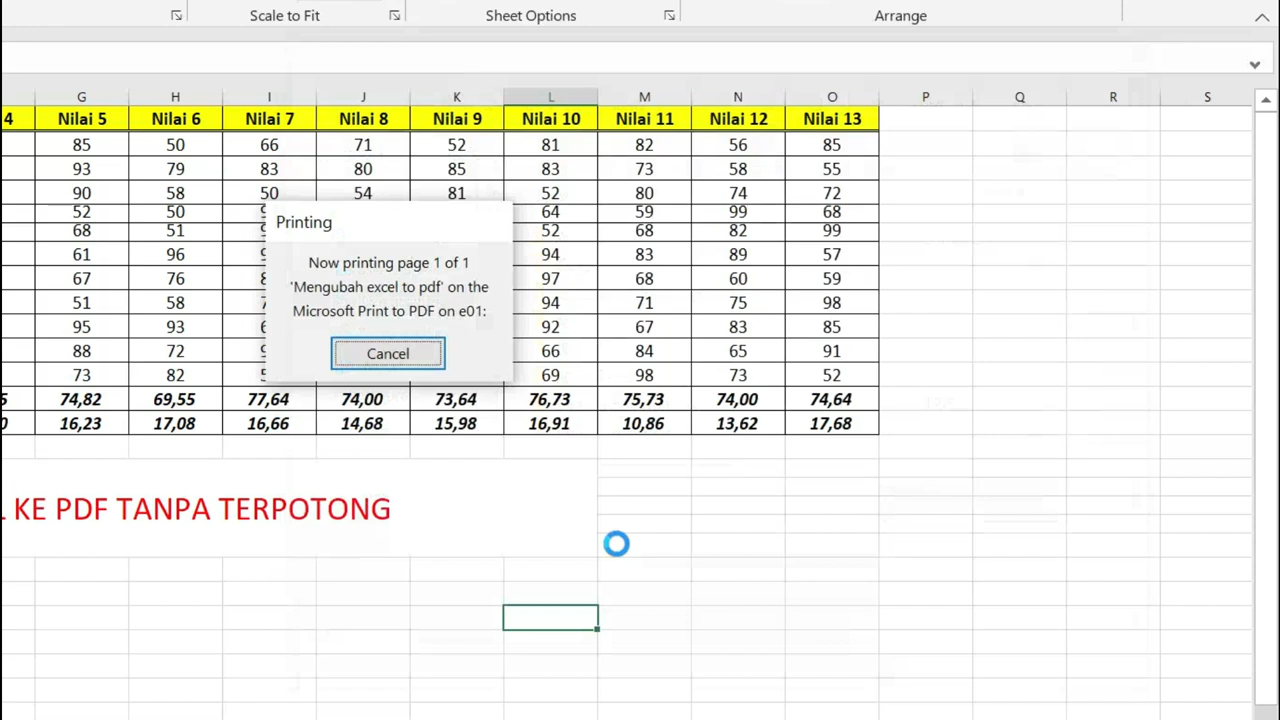 Scale to Fit Sheet Options Arrange
G H I J K L M N O P Q R S
4 Nilai 5 Nilai 6 Nilai 7 Nilai 8 Nilai 9 Nilai 10 Nilai 11 Nilai 12 Nilai 13
85 50 66 71 52 81 82 56 85
93 79 83 80 85 83 73 58 55
90 58 50 54 81 52 80 74 72
52 50 64 59 99 68
68 51 52 68 82 99
61 96 94 83 89 57
67 76 97 68 60 59
51 58 94 71 75 98
95 93 92 67 83 85
88 72 66 84 65 91
73 82 69 98 73 52
5 74,82 69,55 77,64 74,00 73,64 76,73 75,73 74,00 74,64
0 16,23 17,08 16,66 14,68 15,98 16,91 10,86 13,62 17,68
Printing
Now printing page 1 of 1
'Mengubah excel to pdf' on the
Microsoft Print to PDF on e01:
Cancel
KE PDF TANPA TERPOTONG